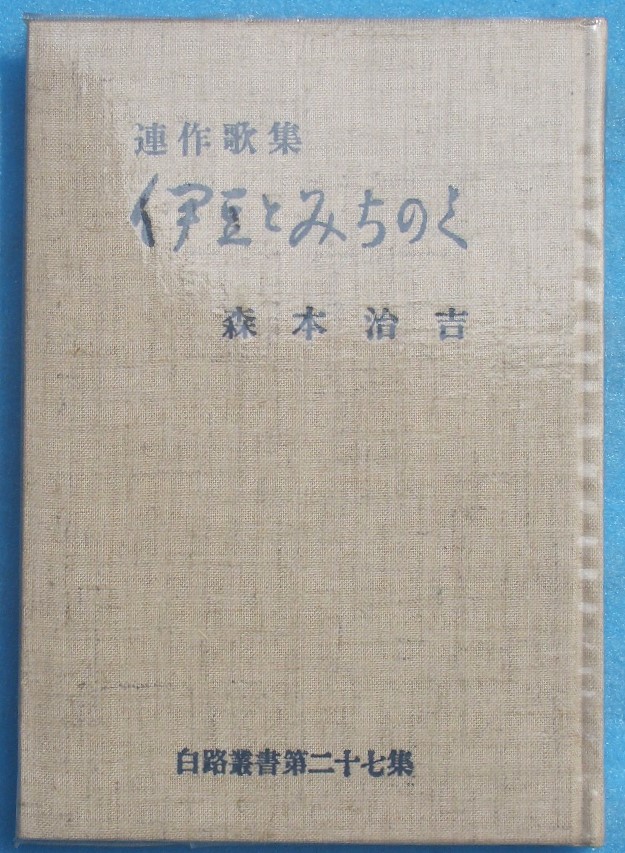 連作歌集
伊豆とみちのく
森本治吉
白路叢書第二十七集